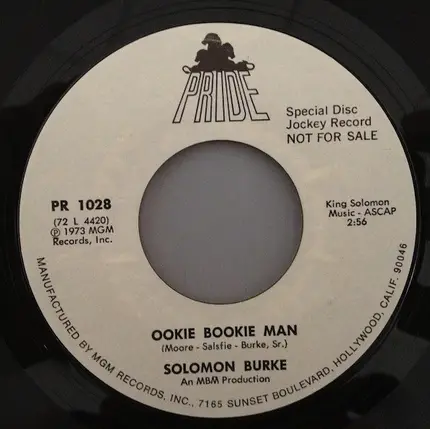 PRIDE
Special Disc
Jockey Record
NOT FOR SALE
PR 1028
(72 L 4420)
Ⓟ 1973 MGM
Records, Inc.
King Solomon
Music - ASCAP
2:56
OOKIE BOOKIE MAN
(Moore - Salsfie - Burke, Sr.)
SOLOMON BURKE
An MBM Production
MANUFACTURED BY MGM RECORDS, INC., 7165 SUNSET BOULEVARD, HOLLYWOOD, CALIF. 90046